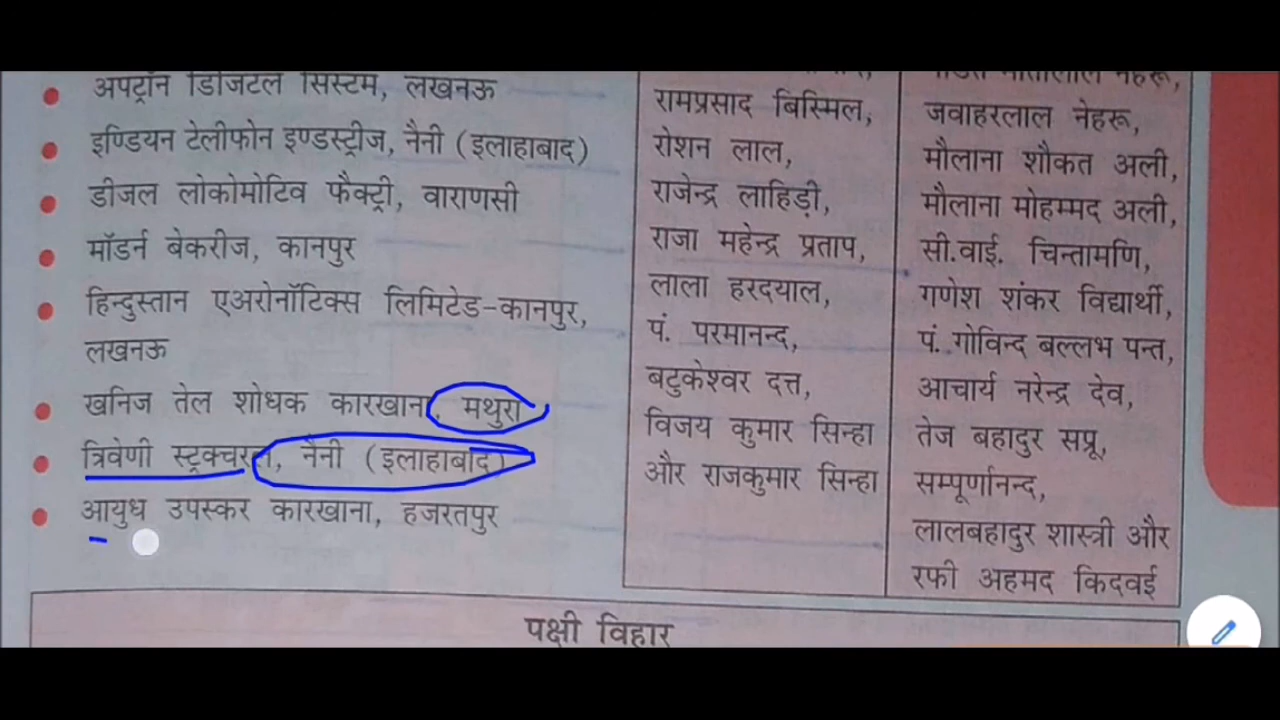 अपट्रॉन डिजिटल सिस्टम, लखनऊ
इण्डियन टेलीफोन इण्डस्ट्रीज, नैनी (इलाहाबाद)
डीजल लोकोमोटिव फैक्ट्री, वाराणसी
मॉडर्न बेकरीज, कानपुर
हिन्दुस्तान एअरोनॉटिक्स लिमिटेड-कानपुर,
लखनऊ
खनिज तेल शोधक कारखाना, मथुरा
त्रिवेणी स्ट्रक्चरल, नैनी (इलाहाबाद)
आयुध उपस्कर कारखाना, हजरतपुर
रामप्रसाद बिस्मिल,
रोशन लाल,
राजेन्द्र लाहिड़ी,
राजा महेन्द्र प्रताप,
लाला हरदयाल,
पं. परमानन्द,
बटुकेश्वर दत्त,
विजय कुमार सिन्हा
और राजकुमार सिन्हा
मोतीलाल नेहरू,
जवाहरलाल नेहरू,
मौलाना शौकत अली,
मौलाना मोहम्मद अली,
सी.वाई. चिन्तामणि,
गणेश शंकर विद्यार्थी,
पं. गोविन्द बल्लभ पन्त,
आचार्य नरेन्द्र देव,
तेज बहादुर सप्रू,
सम्पूर्णानन्द,
लालबहादुर शास्त्री और
रफी अहमद किदवई
पक्षी विहार